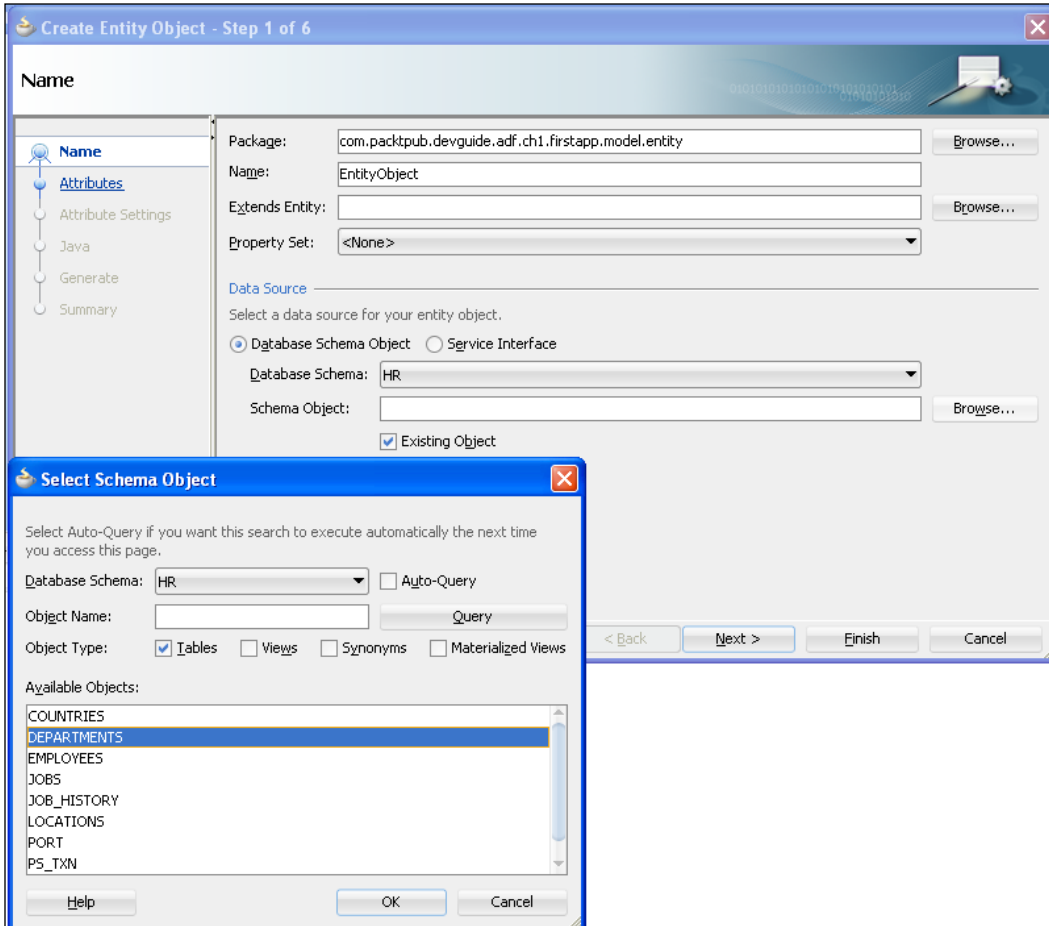 Create Entity Object - Step 1 of 6
Name
Name
Attributes
Attribute Settings
Java
Generate
Summary
Package: com.packtpub.devguide.adf.ch1.firstapp.model.entity Browse...
Name: EntityObject
Extends Entity: Browse...
Property Set: <None>
Data Source
Select a data source for your entity object.
Database Schema Object Service Interface
Database Schema: HR
Schema Object: Browse...
Existing Object
< Back Next > Finish Cancel
Select Schema Object
Select Auto-Query if you want this search to execute automatically the next time
you access this page.
Database Schema: HR Auto-Query
Object Name: Query
Object Type: Tables Views Synonyms Materialized Views
Available Objects:
COUNTRIES
DEPARTMENTS
EMPLOYEES
JOBS
JOB_HISTORY
LOCATIONS
PORT
PS_TXN
Help OK Cancel